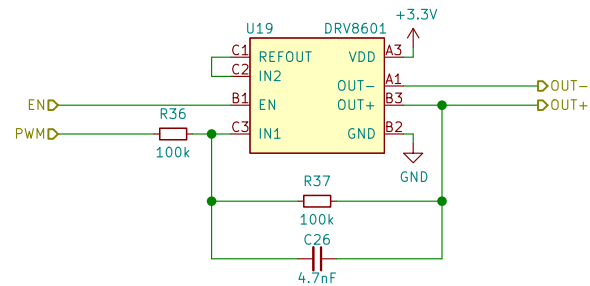 +3.3V
U19 DRV8601
C1 REFOUT VDD A3
C2 IN2
OUT- A1 OUT-
EN B1 EN OUT+ B3 OUT+
R36
PWM C3 IN1 GND B2
100k
GND
R37
100k
C26
4.7nF